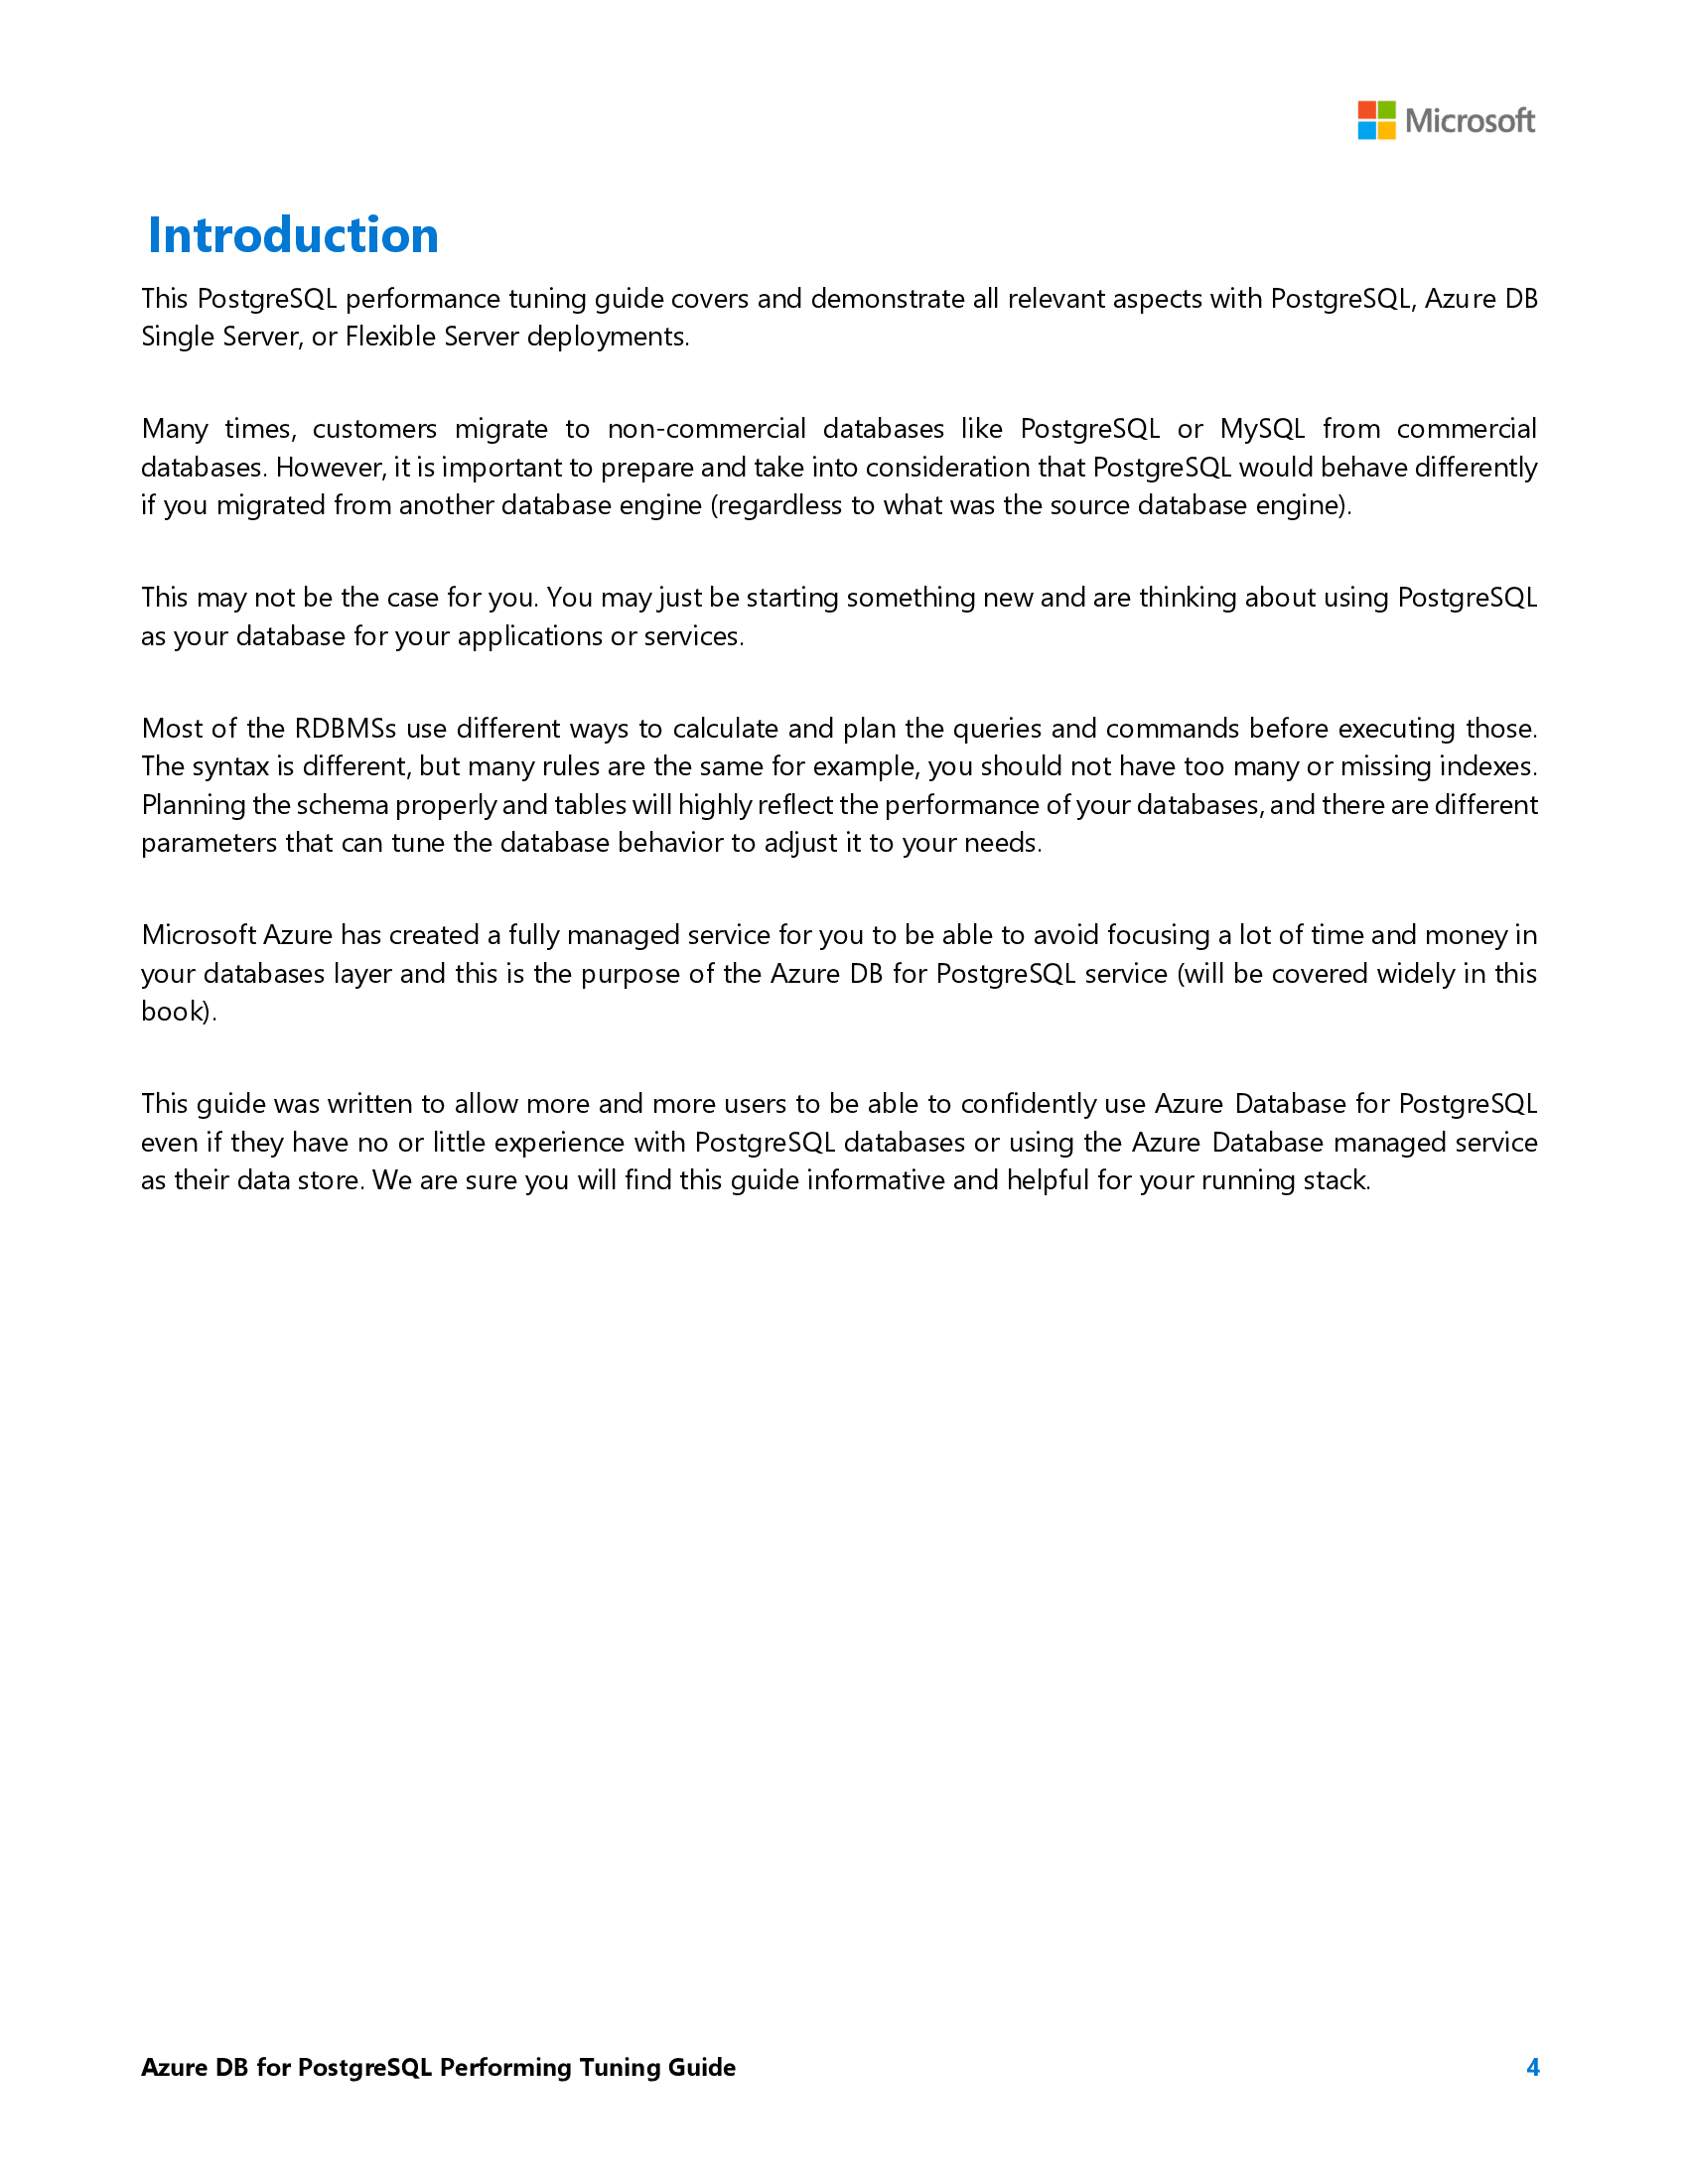 Microsoft
Introduction
This PostgreSQL performance tuning guide covers and demonstrate all relevant aspects with PostgreSQL, Azure DB
Single Server, or Flexible Server deployments.
Many times, customers migrate to non-commercial databases like PostgreSQL or MySQL from commercial
databases. However, it is important to prepare and take into consideration that PostgreSQL would behave differently
if you migrated from another database engine (regardless to what was the source database engine).
This may not be the case for you. You may just be starting something new and are thinking about using PostgreSQL
as your database for your applications or services.
Most of the RDBMSs use different ways to calculate and plan the queries and commands before executing those.
The syntax is different, but many rules are the same for example, you should not have too many or missing indexes.
Planning the schema properly and tables will highly reflect the performance of your databases, and there are different
parameters that can tune the database behavior to adjust it to your needs.
Microsoft Azure has created a fully managed service for you to be able to avoid focusing a lot of time and money in
your databases layer and this is the purpose of the Azure DB for PostgreSQL service (will be covered widely in this
book).
This guide was written to allow more and more users to be able to confidently use Azure Database for PostgreSQL
even if they have no or little experience with PostgreSQL databases or using the Azure Database managed service
as their data store. We are sure you will find this guide informative and helpful for your running stack.
Azure DB for PostgreSQL Performing Tuning Guide 4